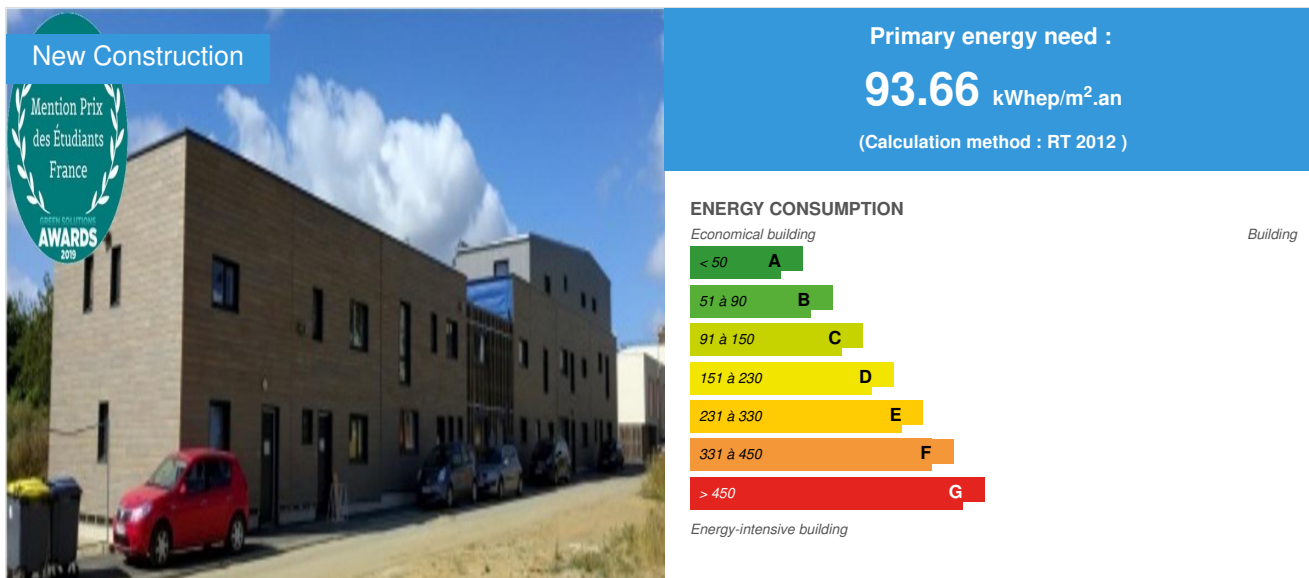 New Construction
Mention Prix
des Étudiants
France
GREEN SOLUTIONS
AWARDS
2019
Primary energy need :
93.66 kWhep/m².an
(Calculation method : RT 2012 )
ENERGY CONSUMPTION
Economical building
Building
< 50 A
51 à 90 B
91 à 150 C
151 à 230 D
231 à 330 E
331 à 450 F
> 450 G
Energy-intensive building